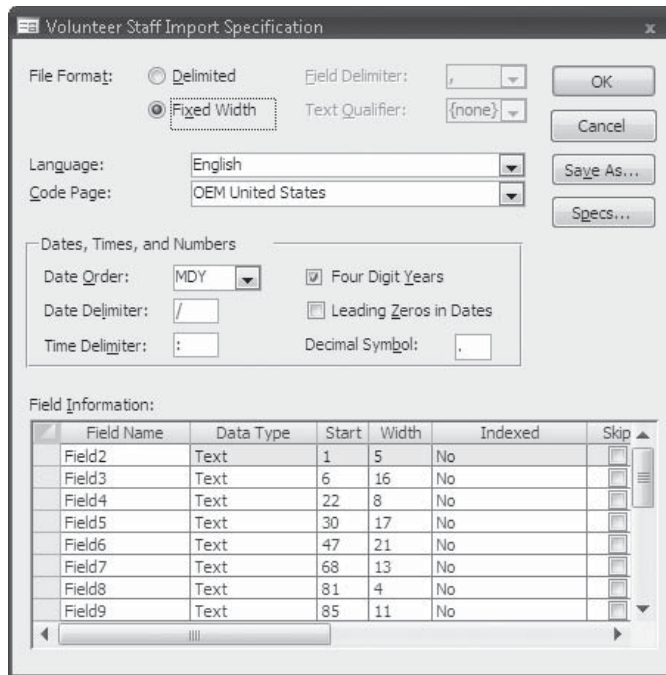 Volunteer Staff Import Specification x
File Format: Delimited Field Delimiter: , OK
Fixed Width Text Qualifier: {none} Cancel
Language: English Save As...
Code Page: OEM United States Specs...
Dates, Times, and Numbers
Date Order: MDY Four Digit Years
Date Delimiter: / Leading Zeros in Dates
Time Delimiter: : Decimal Symbol: .
Field Information:
Field Name Data Type Start Width Indexed Skip
Field2 Text 1 5 No
Field3 Text 6 16 No
Field4 Text 22 8 No
Field5 Text 30 17 No
Field6 Text 47 21 No
Field7 Text 68 13 No
Field8 Text 81 4 No
Field9 Text 85 11 No